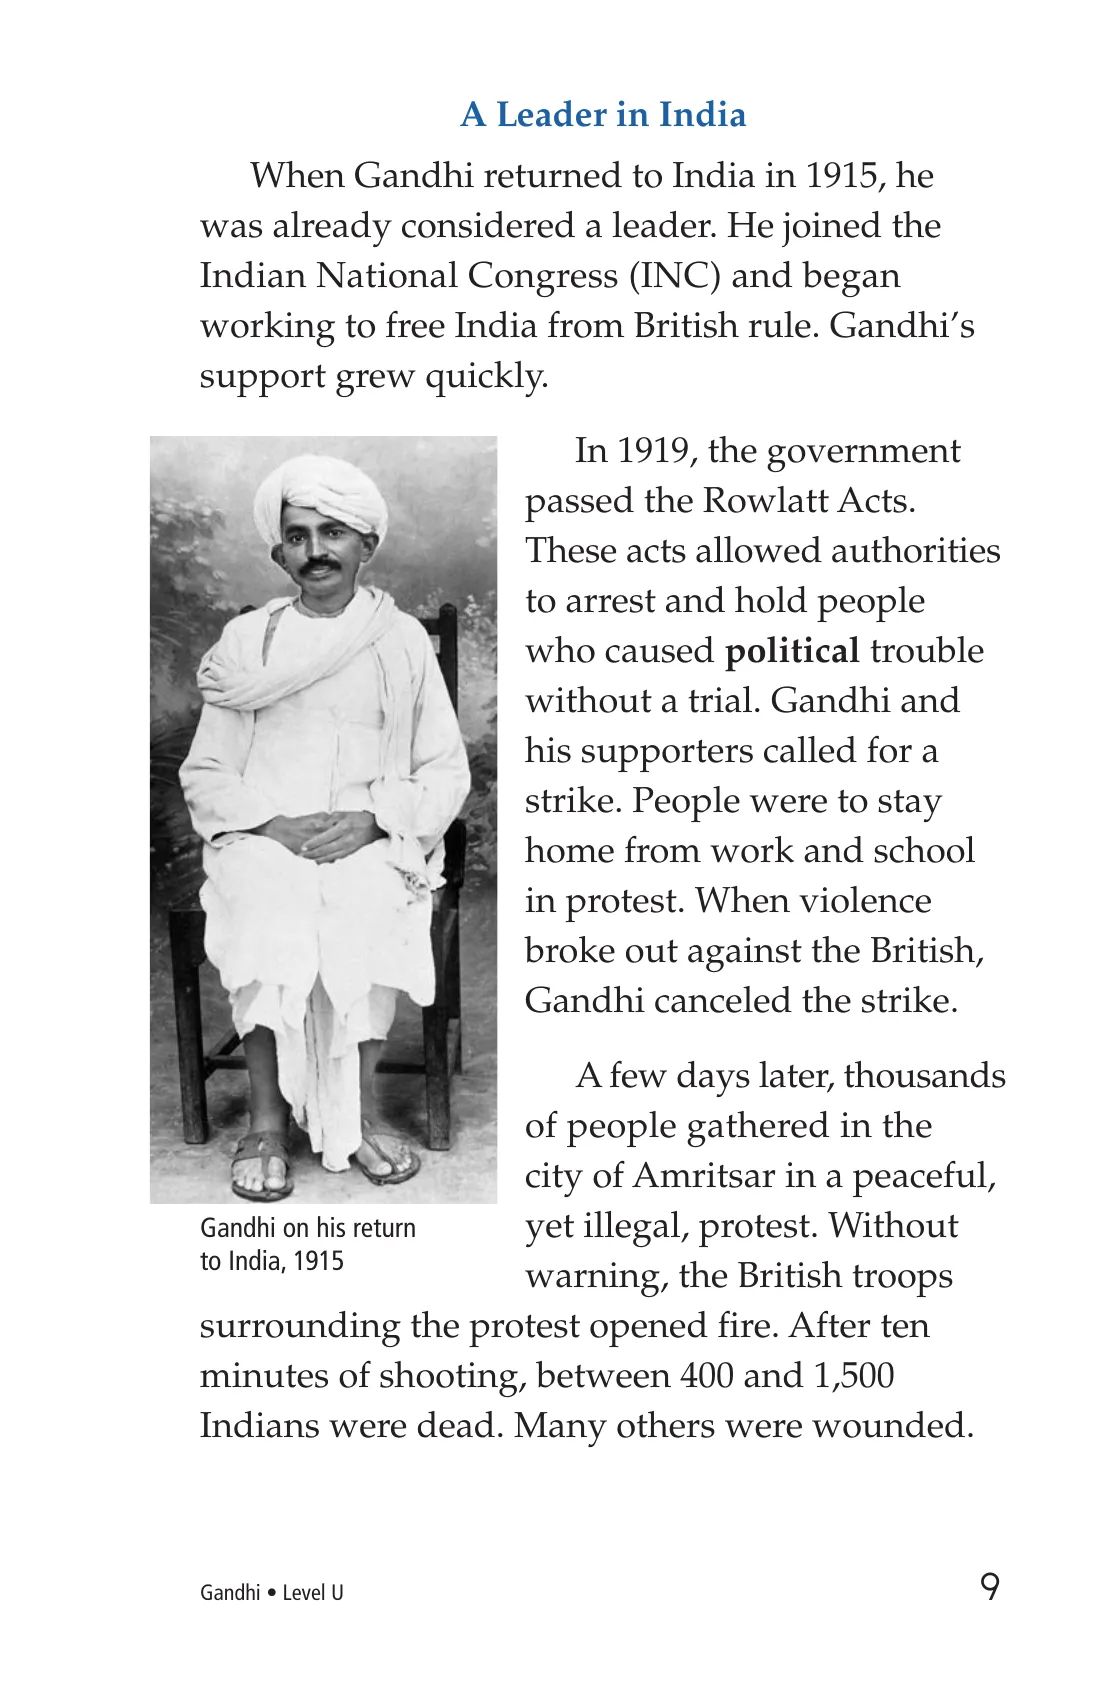 A Leader in India
When Gandhi returned to India in 1915, he
was already considered a leader. He joined the
Indian National Congress (INC) and began
working to free India from British rule. Gandhi’s
support grew quickly.
In 1919, the government
passed the Rowlatt Acts.
These acts allowed authorities
to arrest and hold people
who caused political trouble
without a trial. Gandhi and
his supporters called for a
strike. People were to stay
home from work and school
in protest. When violence
broke out against the British,
Gandhi canceled the strike.
A few days later, thousands
of people gathered in the
city of Amritsar in a peaceful,
yet illegal, protest. Without
warning, the British troops
surrounding the protest opened fire. After ten
minutes of shooting, between 400 and 1,500
Indians were dead. Many others were wounded.
Gandhi on his return
to India, 1915
Gandhi • Level U
9